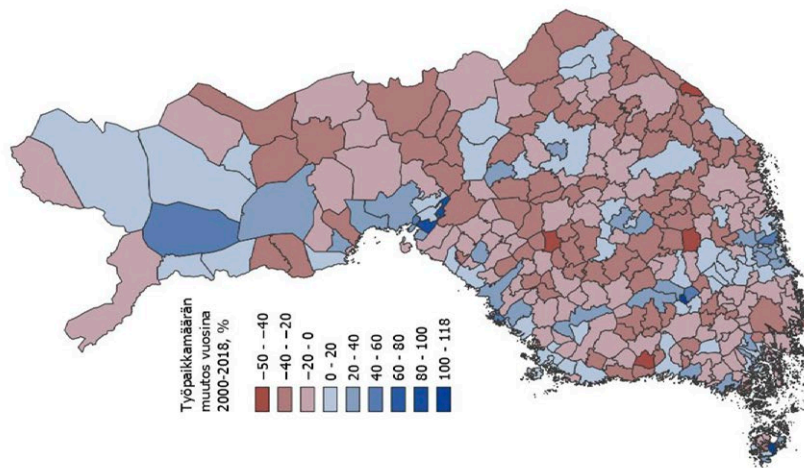 Työpaikkamäärän
muutos vuosina
2000-2018, %
−50 - −40
−40 - −20
−20 - 0
0 - 20
20 - 40
40 - 60
60 - 80
80 - 100
100 - 118